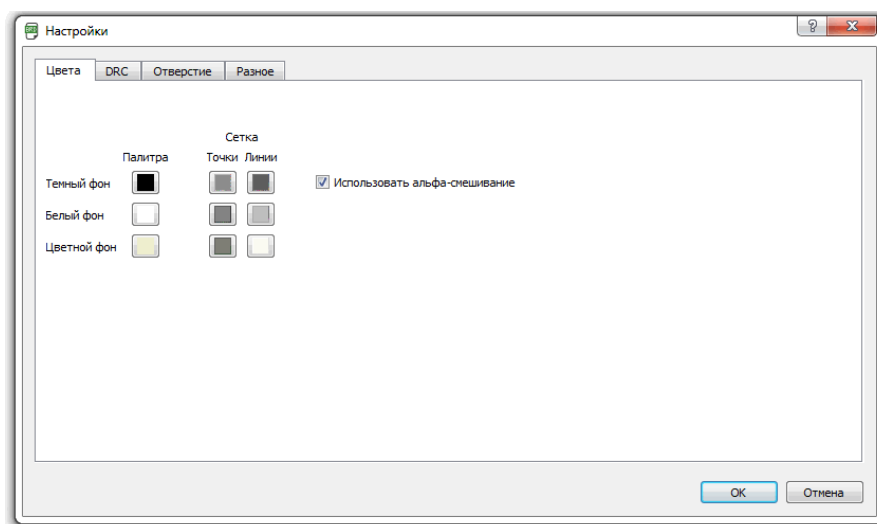 Настройки
Цвета DRC Отверстие Разное
Сетка
Палитра Точки Линии
Темный фон Использовать альфа-смешивание
Белый фон
Цветной фон
OK Отмена